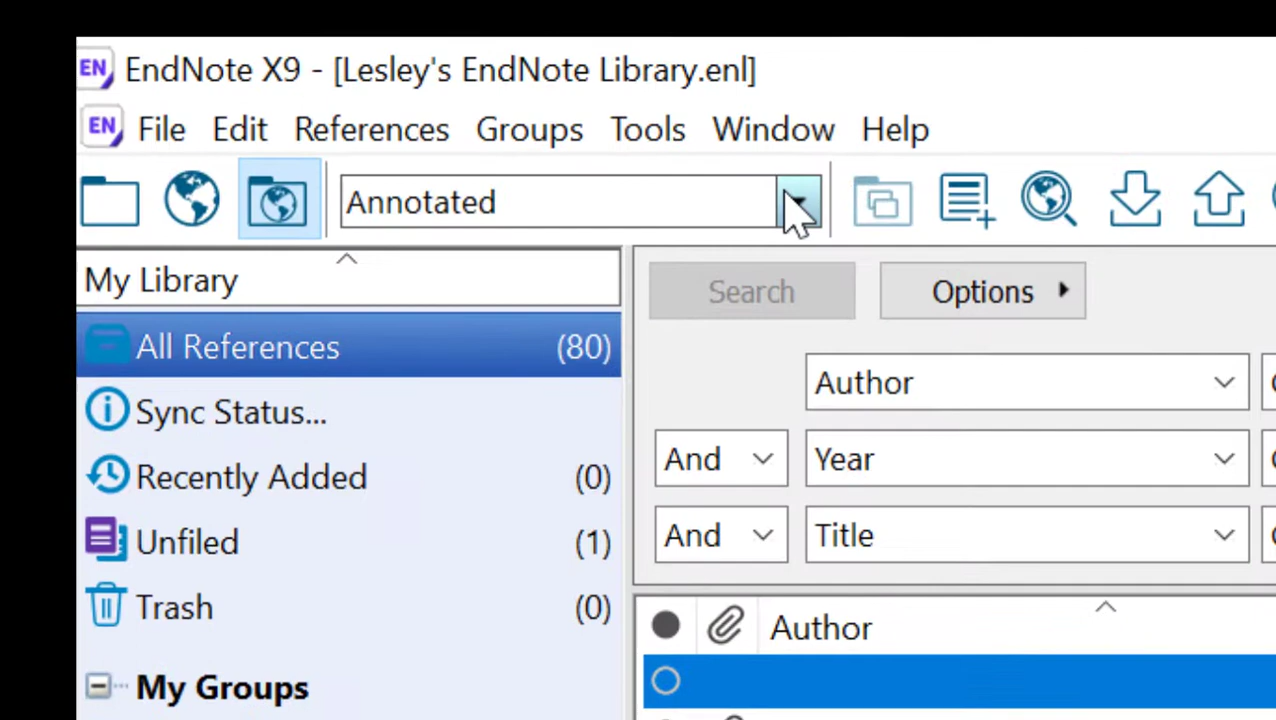 EN EndNote X9 - [Lesley's EndNote Library.enl]
EN File Edit References Groups Tools Window Help
Annotated
My Library
Search Options
All References (80)
Author
Sync Status...
And Year
Recently Added (0)
And Title
Unfiled (1)
Trash (0)
Author
My Groups